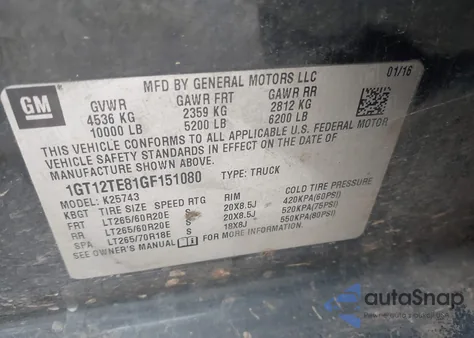 GM
MFD BY GENERAL MOTORS LLC
01/16
GVWR GAWR FRT GAWR RR
4536 KG 2359 KG 2812 KG
10000 LB 5200 LB 6200 LB
THIS VEHICLE CONFORMS TO ALL APPLICABLE U.S. FEDERAL MOTOR
VEHICLE SAFETY STANDARDS IN EFFECT ON THE DATE OF
MANUFACTURE SHOWN ABOVE.
1GT12TE81GF151080 TYPE: TRUCK
MODEL: K25743
KBGT TIRE SIZE SPEED RTG RIM COLD TIRE PRESSURE
FRT LT265/60R20E S 20X8.5J 420KPA(60PSI)
RR LT265/60R20E S 20X8.5J 520KPA(75PSI)
SPA LT265/70R18E S 18X8J 550KPA(80PSI)
SEE OWNER'S MANUAL FOR MORE INFORMATION.
autoSnap